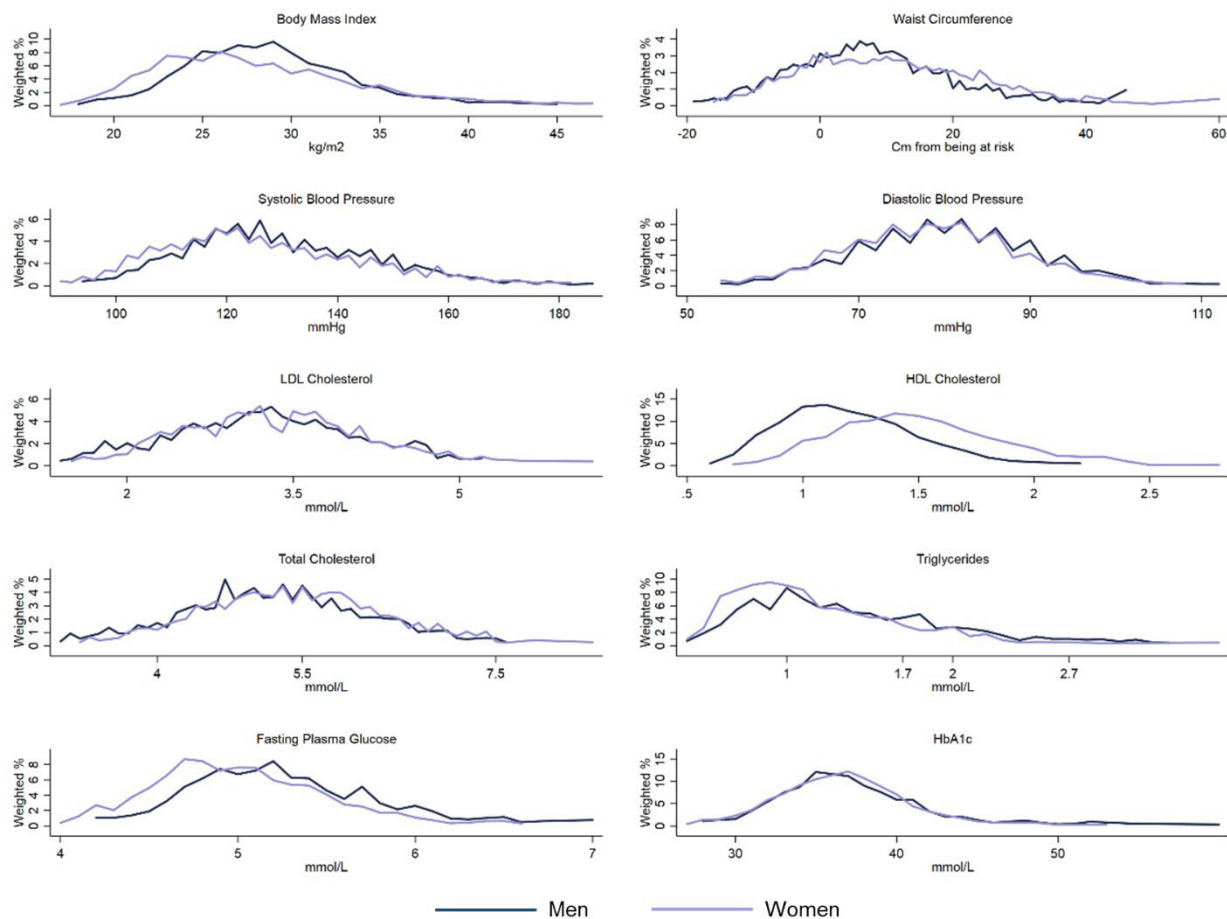 Body Mass Index
Weighted %
0 2 4 6 8 10
20 25 30 35 40 45
kg/m2
Waist Circumference
Weighted %
0 1 2 3 4
-20 0 20 40 60
Cm from being at risk
Systolic Blood Pressure
Weighted %
0 2 4 6
100 120 140 160 180
mmHg
Diastolic Blood Pressure
Weighted %
0 2 4 6 8
50 70 90 110
mmHg
LDL Cholesterol
Weighted %
0 2 4 6
2 3.5 5
mmol/L
HDL Cholesterol
Weighted %
0 5 10 15
.5 1 1.5 2 2.5
mmol/L
Total Cholesterol
Weighted %
0 1 2 3 4 5
4 5.5 7.5
mmol/L
Triglycerides
Weighted %
0 2 4 6 8 10
1 1.7 2 2.7
mmol/L
Fasting Plasma Glucose
Weighted %
0 2 4 6 8
4 5 6 7
mmol/L
HbA1c
Weighted %
0 5 10 15
30 40 50
mmol/L
Men Women